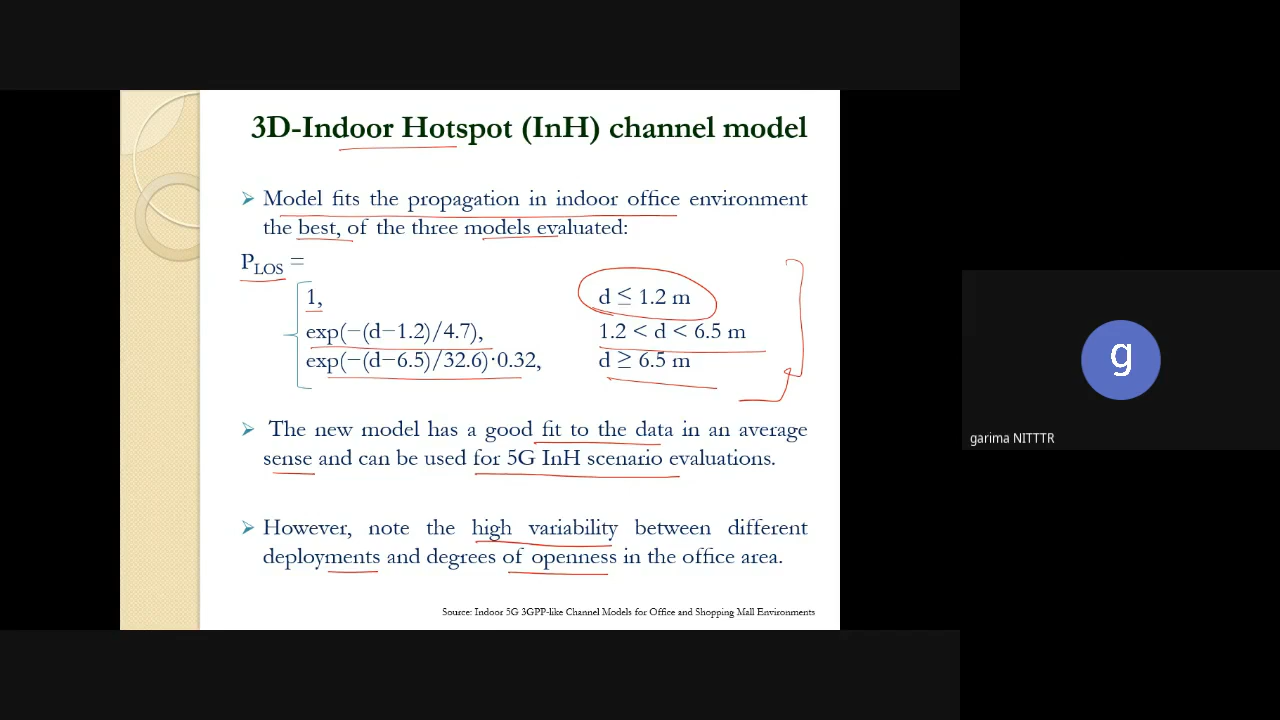 3D-Indoor Hotspot (InH) channel model
➢ Model fits the propagation in indoor office environment
the best, of the three models evaluated:
PLOS =
1, d ≤ 1.2 m
exp(−(d−1.2)/4.7), 1.2 < d < 6.5 m
exp(−(d−6.5)/32.6)·0.32, d ≥ 6.5 m
➢ The new model has a good fit to the data in an average
sense and can be used for 5G InH scenario evaluations.
➢ However, note the high variability between different
deployments and degrees of openness in the office area.
Source: Indoor 5G 3GPP-like Channel Models for Office and Shopping Mall Environments
g
garima NITTTR